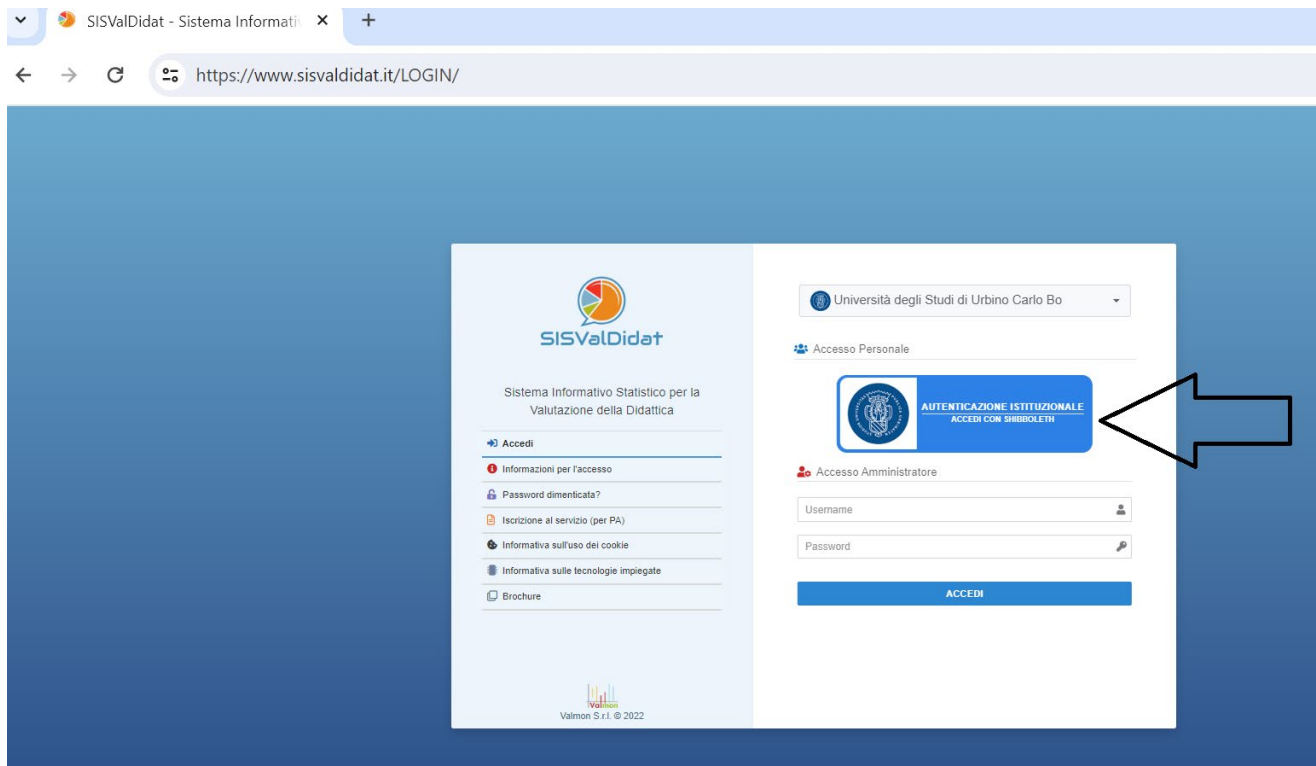 SISValDidat - Sistema Informativ
https://www.sisvaldidat.it/LOGIN/
SISValDidat
Sistema Informativo Statistico per la
Valutazione della Didattica
Accedi
Informazioni per l'accesso
Password dimenticata?
Iscrizione al servizio (per PA)
Informativa sull'uso dei cookie
Informativa sulle tecnologie impiegate
Brochure
Valmon
Valmon S.r.l. © 2022
Università degli Studi di Urbino Carlo Bo
Accesso Personale
AUTENTICAZIONE ISTITUZIONALE
ACCEDI CON SHIBBOLETH
Accesso Amministratore
Username
Password
ACCEDI